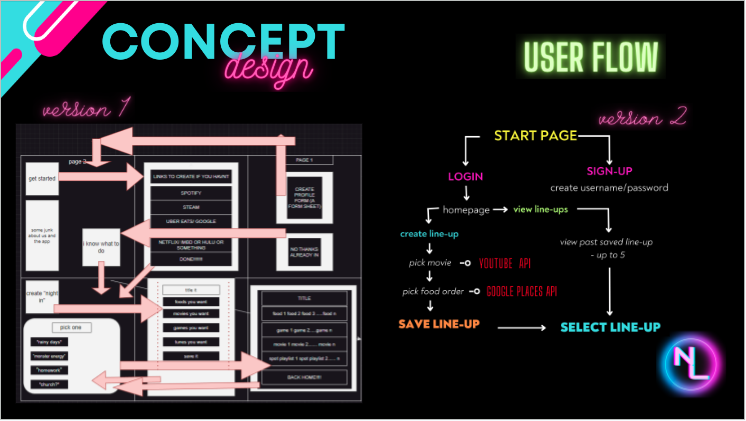 CONCEPT
design
USER FLOW
version 1
page 2
get started
some junk
about us and
the app
I know what to
do
LINKS TO CREATE IF YOU HAVNT
SPOTIFY
STEAM
UBER EATS/ GOOGLE
NETFLIX/ IMBD OR HULU OR
SOMETHING
DONE!!!!!
PAGE 1
CREATE
PROFILE
FORM (A
FORM SHEET)
NO THANKS
ALREADY IN
create "night
in"
pick one
"rainy days"
"monster energy"
"homework"
"church?"
title it
foods you want
movies you want
games you want
tunes you want
save it
TITLE
food 1 food 2 food 3 .....food n
game 1 game 2.....game n
movie 1 movie 2...... movie n
spot playlist 1 spot playlist 2...... n
BACK HOME!!!!
version 2
START PAGE
LOGIN
SIGN-UP
create username/password
homepage
view line-ups
create line-up
view past saved line-up
- up to 5
pick movie
YOUTUBE API
pick food order
GOOGLE PLACES API
SAVE LINE-UP
SELECT LINE-UP
NL